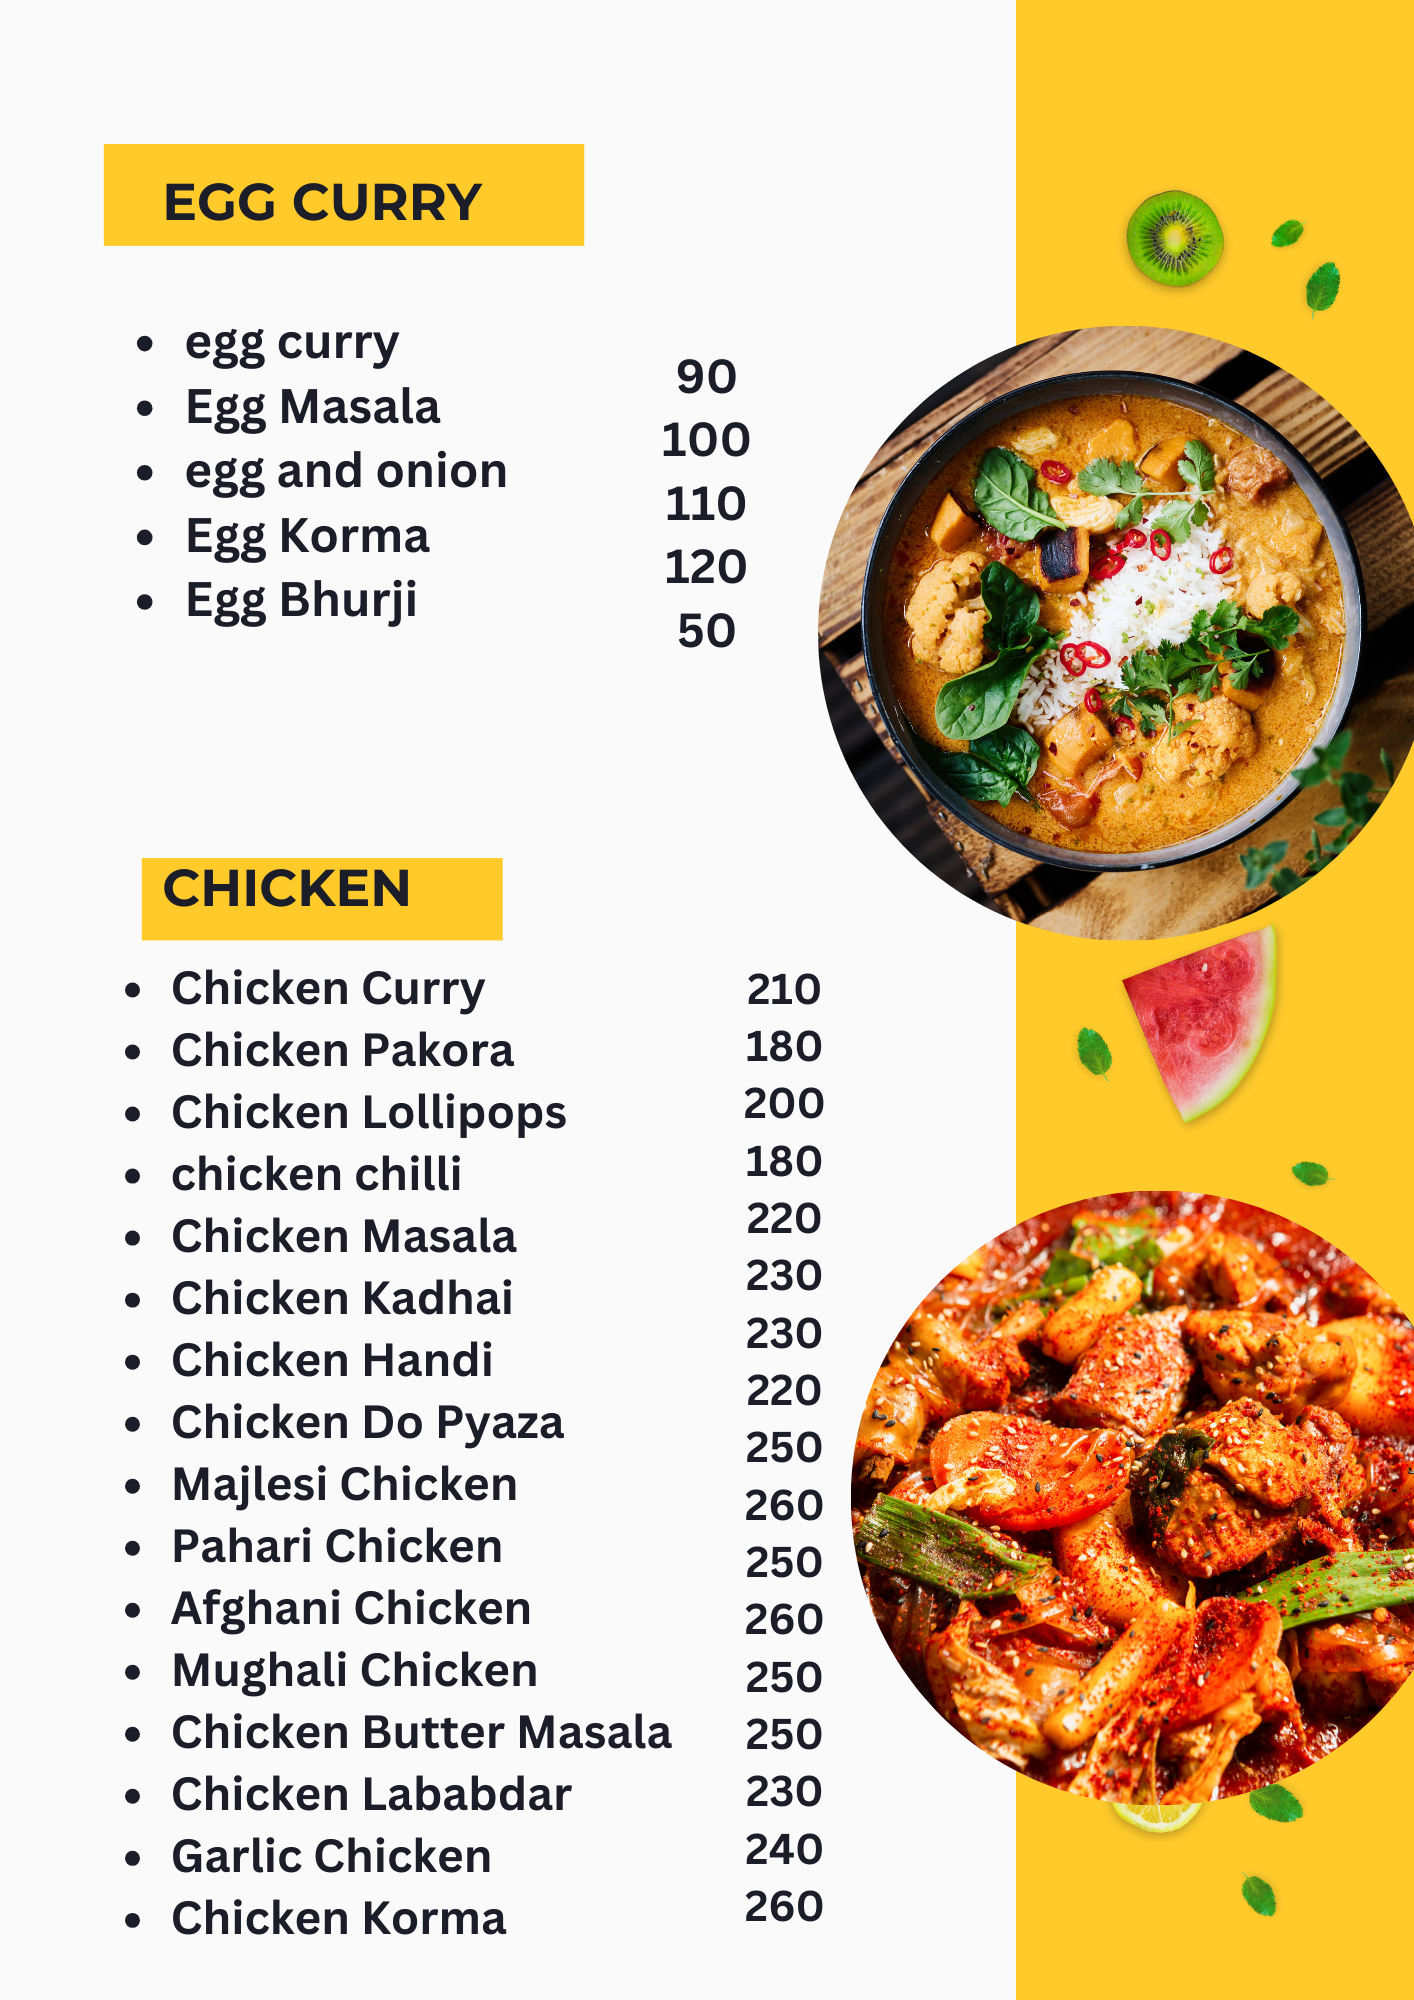 EGG CURRY
egg curry
Egg Masala
egg and onion
Egg Korma
Egg Bhurji
90
100
110
120
50
CHICKEN
Chicken Curry
Chicken Pakora
Chicken Lollipops
chicken chilli
Chicken Masala
Chicken Kadhai
Chicken Handi
Chicken Do Pyaza
Majlesi Chicken
Pahari Chicken
Afghani Chicken
Mughali Chicken
Chicken Butter Masala
Chicken Lababdar
Garlic Chicken
Chicken Korma
210
180
200
180
220
230
230
220
250
260
250
260
250
250
230
240
260